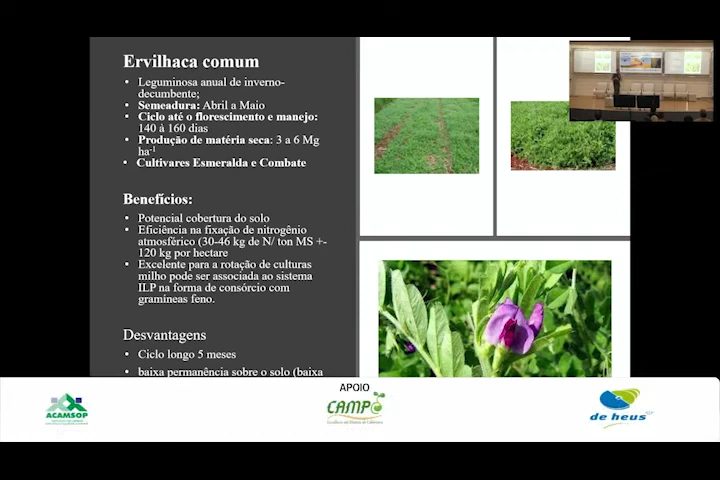 Ervilhaca comum
• Leguminosa anual de inverno-
decumbente;
• Semeadura: Abril a Maio
• Ciclo até o florescimento e manejo:
140 à 160 dias
• Produção de matéria seca: 3 a 6 Mg
ha-1
• Cultivares Esmeralda e Combate
Benefícios:
• Potencial cobertura do solo
• Eficiência na fixação de nitrogênio
atmosférico (30-46 kg de N/ ton MS +-
120 kg por hectare
• Excelente para a rotação de culturas
milho pode ser associada ao sistema
ILP na forma de consórcio com
gramíneas feno.
Desvantagens
• Ciclo longo 5 meses
• baixa permanência sobre o solo (baixa
APOIO
ACAMSOP
CAMPO
de heus